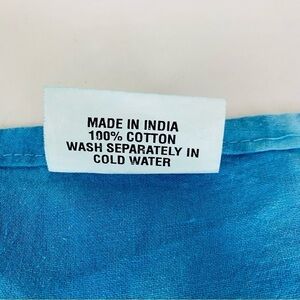 MADE IN INDIA
100% COTTON
WASH SEPARATELY IN
COLD WATER